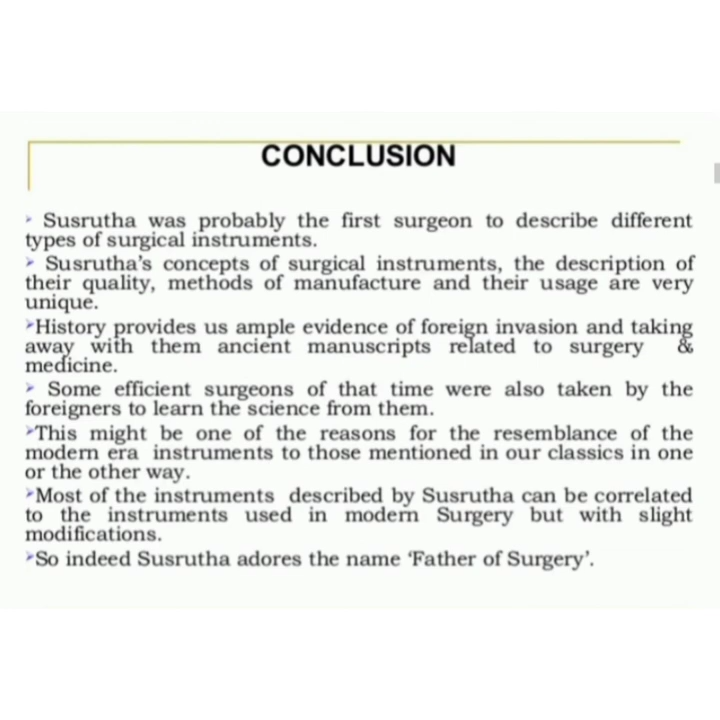 CONCLUSION
➢ Susrutha was probably the first surgeon to describe different
types of surgical instruments.
➢ Susrutha's concepts of surgical instruments, the description of
their quality, methods of manufacture and their usage are very
unique.
➢History provides us ample evidence of foreign invasion and taking
away with them ancient manuscripts related to surgery &
medicine.
➢ Some efficient surgeons of that time were also taken by the
foreigners to learn the science from them.
➢This might be one of the reasons for the resemblance of the
modern era instruments to those mentioned in our classics in one
or the other way.
➢Most of the instruments described by Susrutha can be correlated
to the instruments used in modern Surgery but with slight
modifications.
➢So indeed Susrutha adores the name ‘Father of Surgery’.